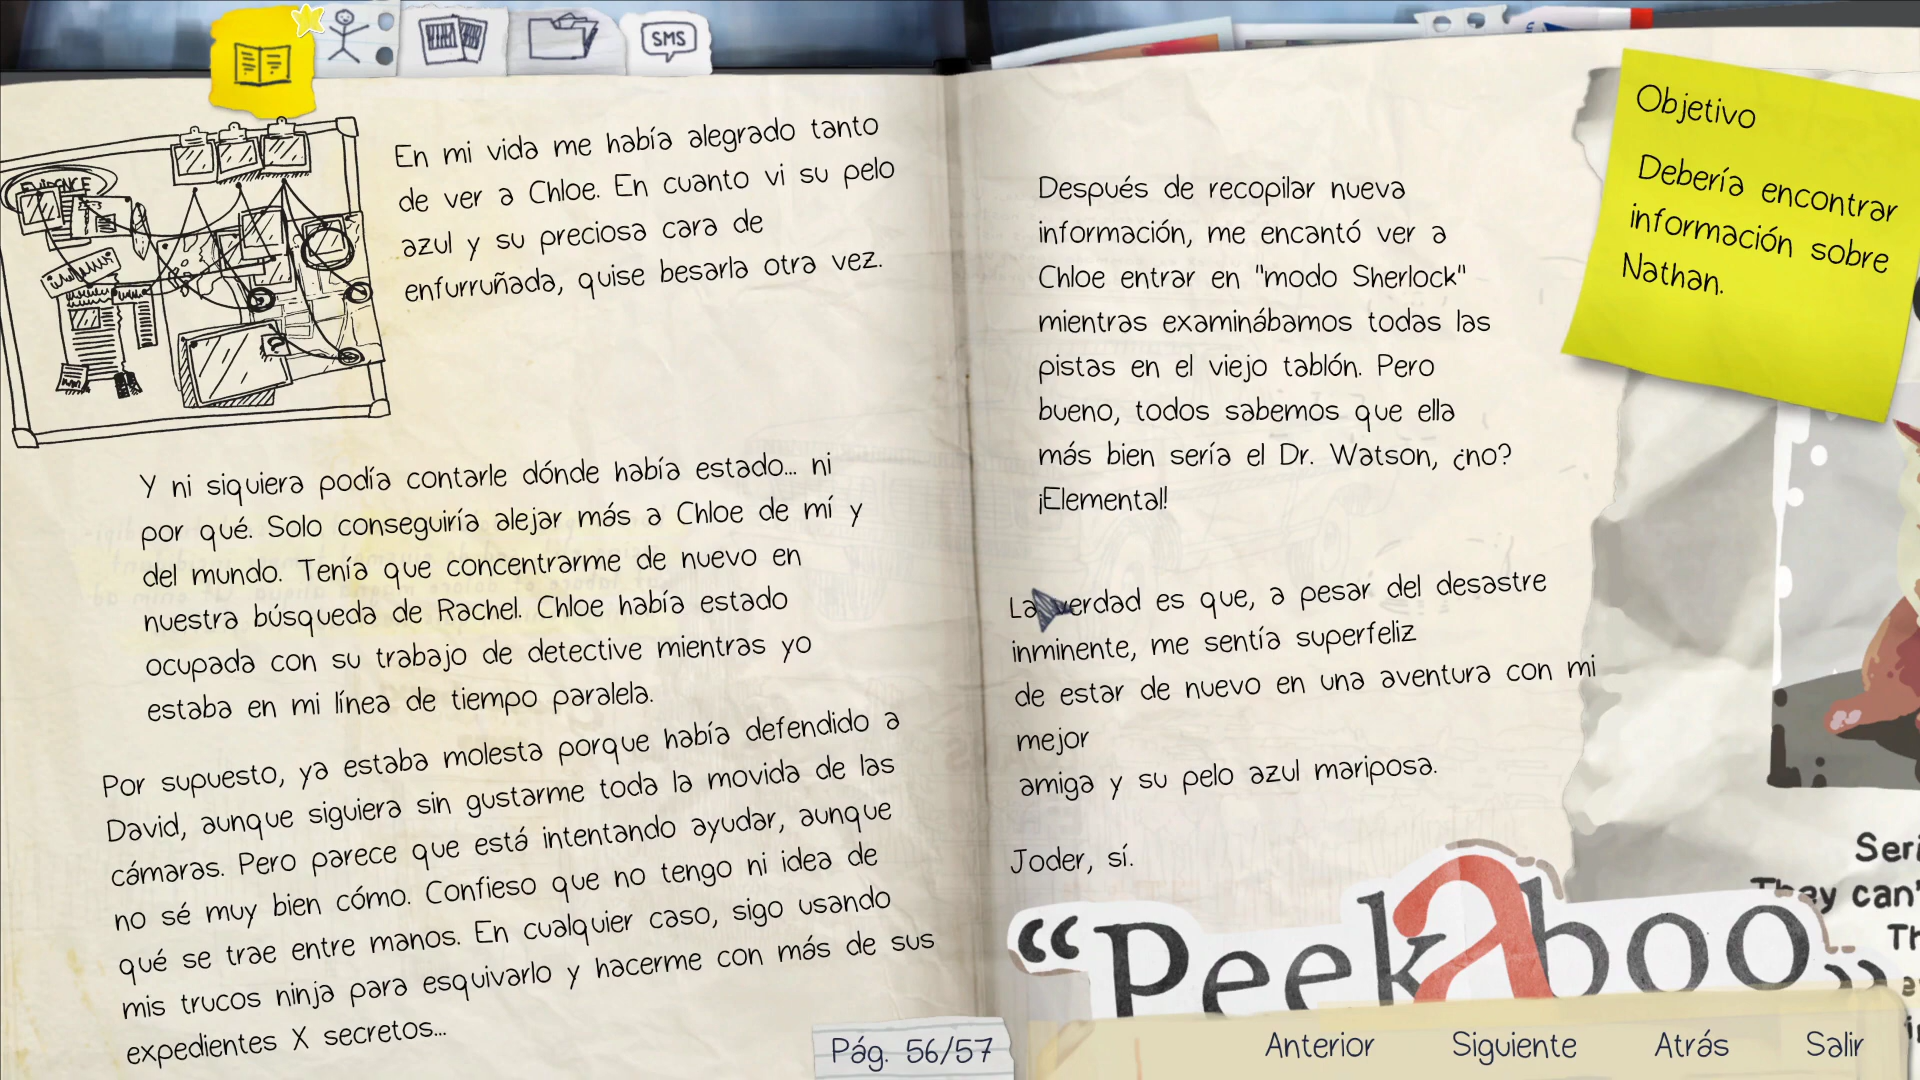 SMS
EVIDENCE
En mi vida me había alegrado tanto
de ver a Chloe. En cuanto vi su pelo
azul y su preciosa cara de
enfurruñada, quise besarla otra vez.
Y ni siquiera podía contarle dónde había estado... ni
por qué. Solo conseguiría alejar más a Chloe de mí y
del mundo. Tenía que concentrarme de nuevo en
nuestra búsqueda de Rachel. Chloe había estado
ocupada con su trabajo de detective mientras yo
estaba en mi línea de tiempo paralela.
Por supuesto, ya estaba molesta porque había defendido a
David, aunque siguiera sin gustarme toda la movida de las
cámaras. Pero parece que está intentando ayudar, aunque
no sé muy bien cómo. Confieso que no tengo ni idea de
qué se trae entre manos. En cualquier caso, sigo usando
mis trucos ninja para esquivarlo y hacerme con más de sus
expedientes X secretos...
Pág. 56/57
Después de recopilar nueva
información, me encantó ver a
Chloe entrar en "modo Sherlock"
mientras examinábamos todas las
pistas en el viejo tablón. Pero
bueno, todos sabemos que ella
más bien sería el Dr. Watson, ¿no?
¡Elemental!
La verdad es que, a pesar del desastre
inminente, me sentía superfeliz
de estar de nuevo en una aventura con mi
mejor
amiga y su pelo azul mariposa.
Joder, sí.
Objetivo
Debería encontrar
información sobre
Nathan.
“Peekaboo”
They can'
Anterior Siguiente Atrás Salir